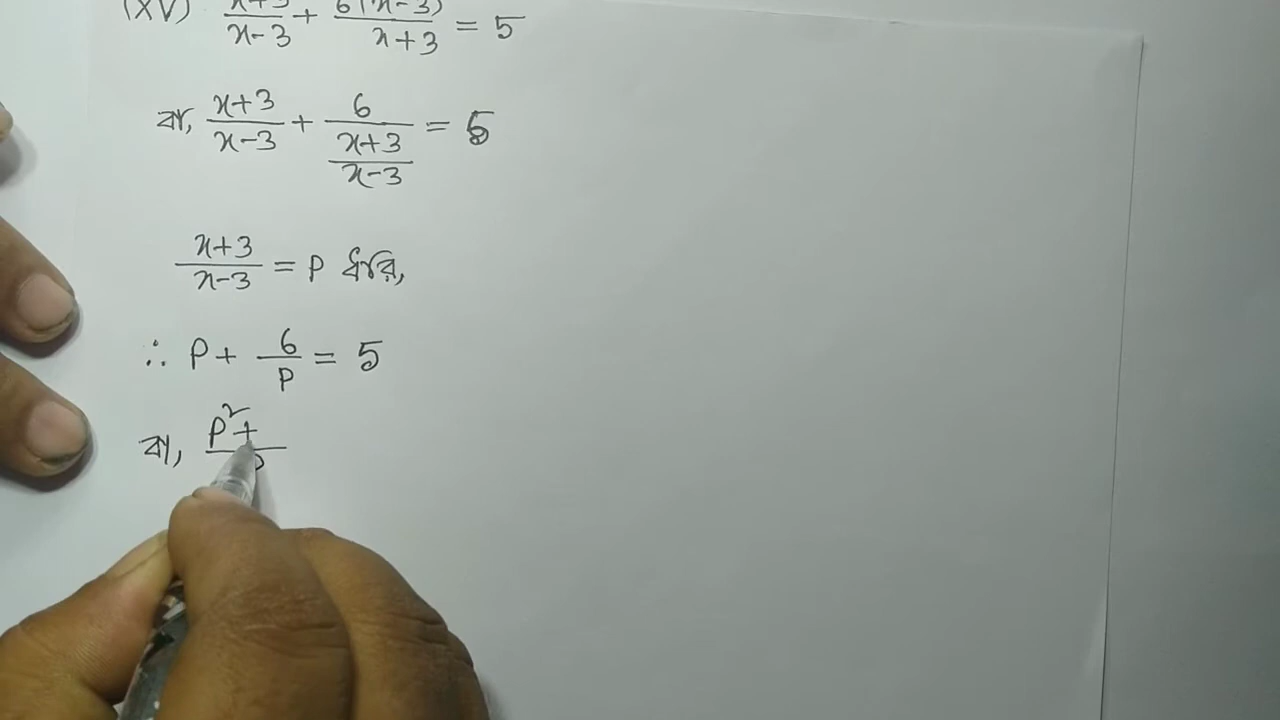 (XV) x+3/x-3 + 6(x-3)/x+3 = 5
বা, x+3/x-3 + 6/(x+3/x-3) = 5
x+3/x-3 = P ধরে,
∴ P + 6/P = 5
বা, P²+/P